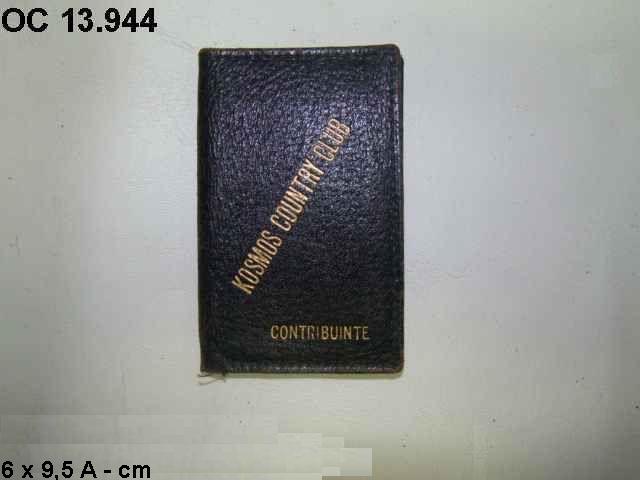 OC 13.944
KOSMOS COUNTRY CLUB
CONTRIBUINTE
6 x 9,5 A - cm